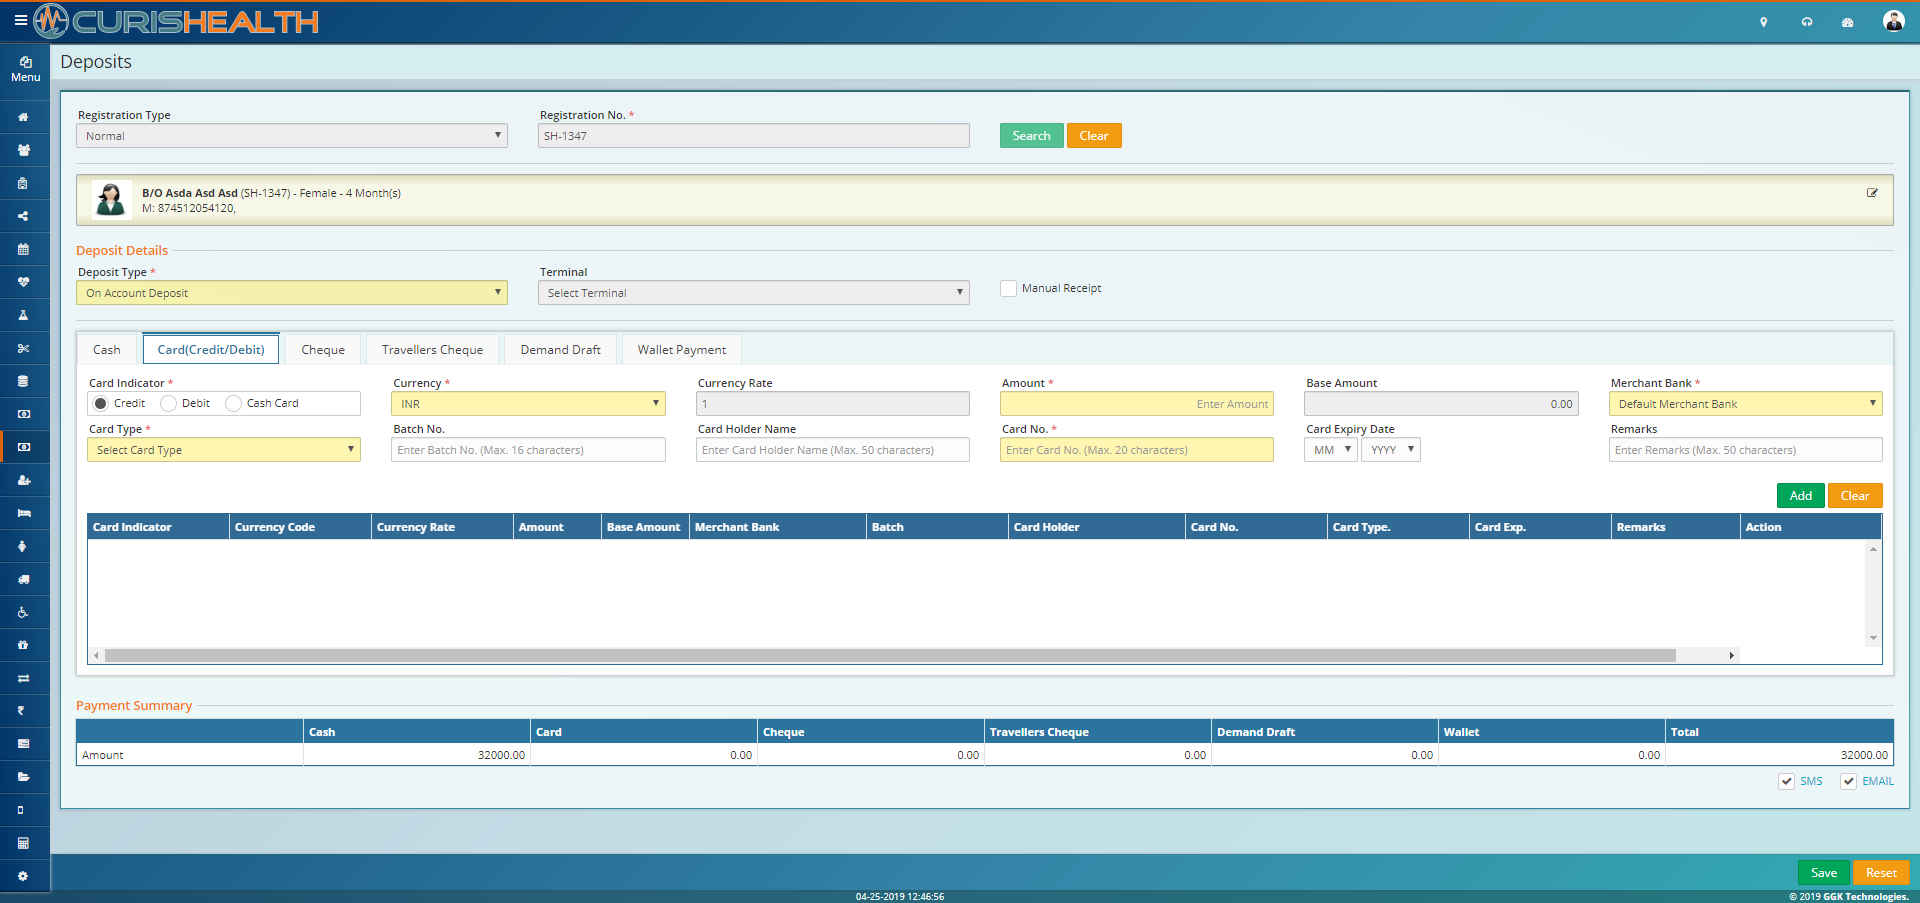 CURISHEALTH
Menu
Deposits
Registration Type
Registration No. *
Normal
SH-1347
Search
Clear
B/O Asda Asd Asd (SH-1347) - Female - 4 Month(s)
M: 874512054120,
Deposit Details
Deposit Type *
Terminal
On Account Deposit
Select Terminal
Manual Receipt
Cash
Card(Credit/Debit)
Cheque
Travellers Cheque
Demand Draft
Wallet Payment
Card Indicator *
Currency *
Currency Rate
Amount *
Base Amount
Merchant Bank *
Credit
Debit
Cash Card
INR
1
Enter Amount
0.00
Default Merchant Bank
Card Type *
Batch No.
Card Holder Name
Card No. *
Card Expiry Date
Remarks
Select Card Type
Enter Batch No. (Max. 16 characters)
Enter Card Holder Name (Max. 50 characters)
Enter Card No. (Max. 20 characters)
MM
YYYY
Enter Remarks (Max. 50 characters)
Add
Clear
Card Indicator
Currency Code
Currency Rate
Amount
Base Amount
Merchant Bank
Batch
Card Holder
Card No.
Card Type.
Card Exp.
Remarks
Action
Payment Summary
Cash
Card
Cheque
Travellers Cheque
Demand Draft
Wallet
Total
Amount
32000.00
0.00
0.00
0.00
0.00
0.00
32000.00
SMS
EMAIL
Save
Reset
04-25-2019 12:46:56
© 2019 GGK Technologies.